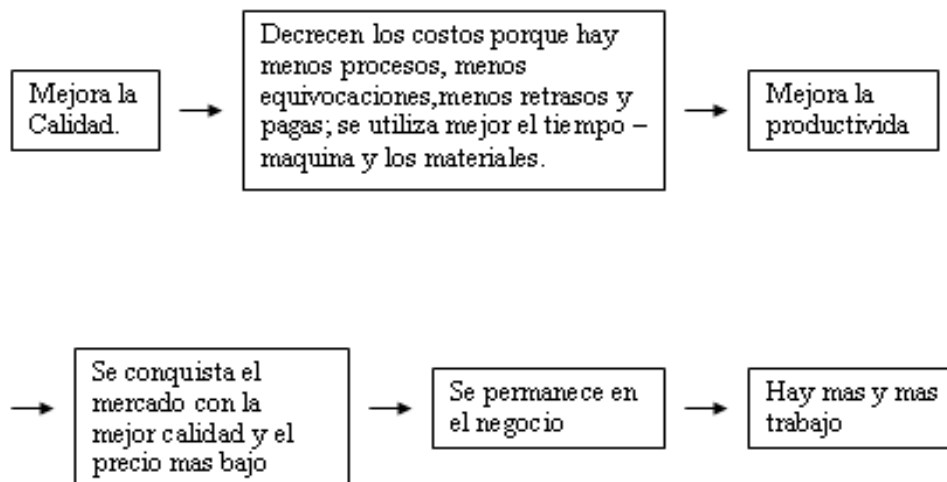 Mejora la
Calidad.
Decrecen los costos porque hay
menos procesos, menos
equivocaciones,menos retrasos y
pagas; se utiliza mejor el tiempo –
maquina y los materiales.
Mejora la
productivida
Se conquista el
mercado con la
mejor calidad y el
precio mas bajo
Se permanece en
el negocio
Hay mas y mas
trabajo